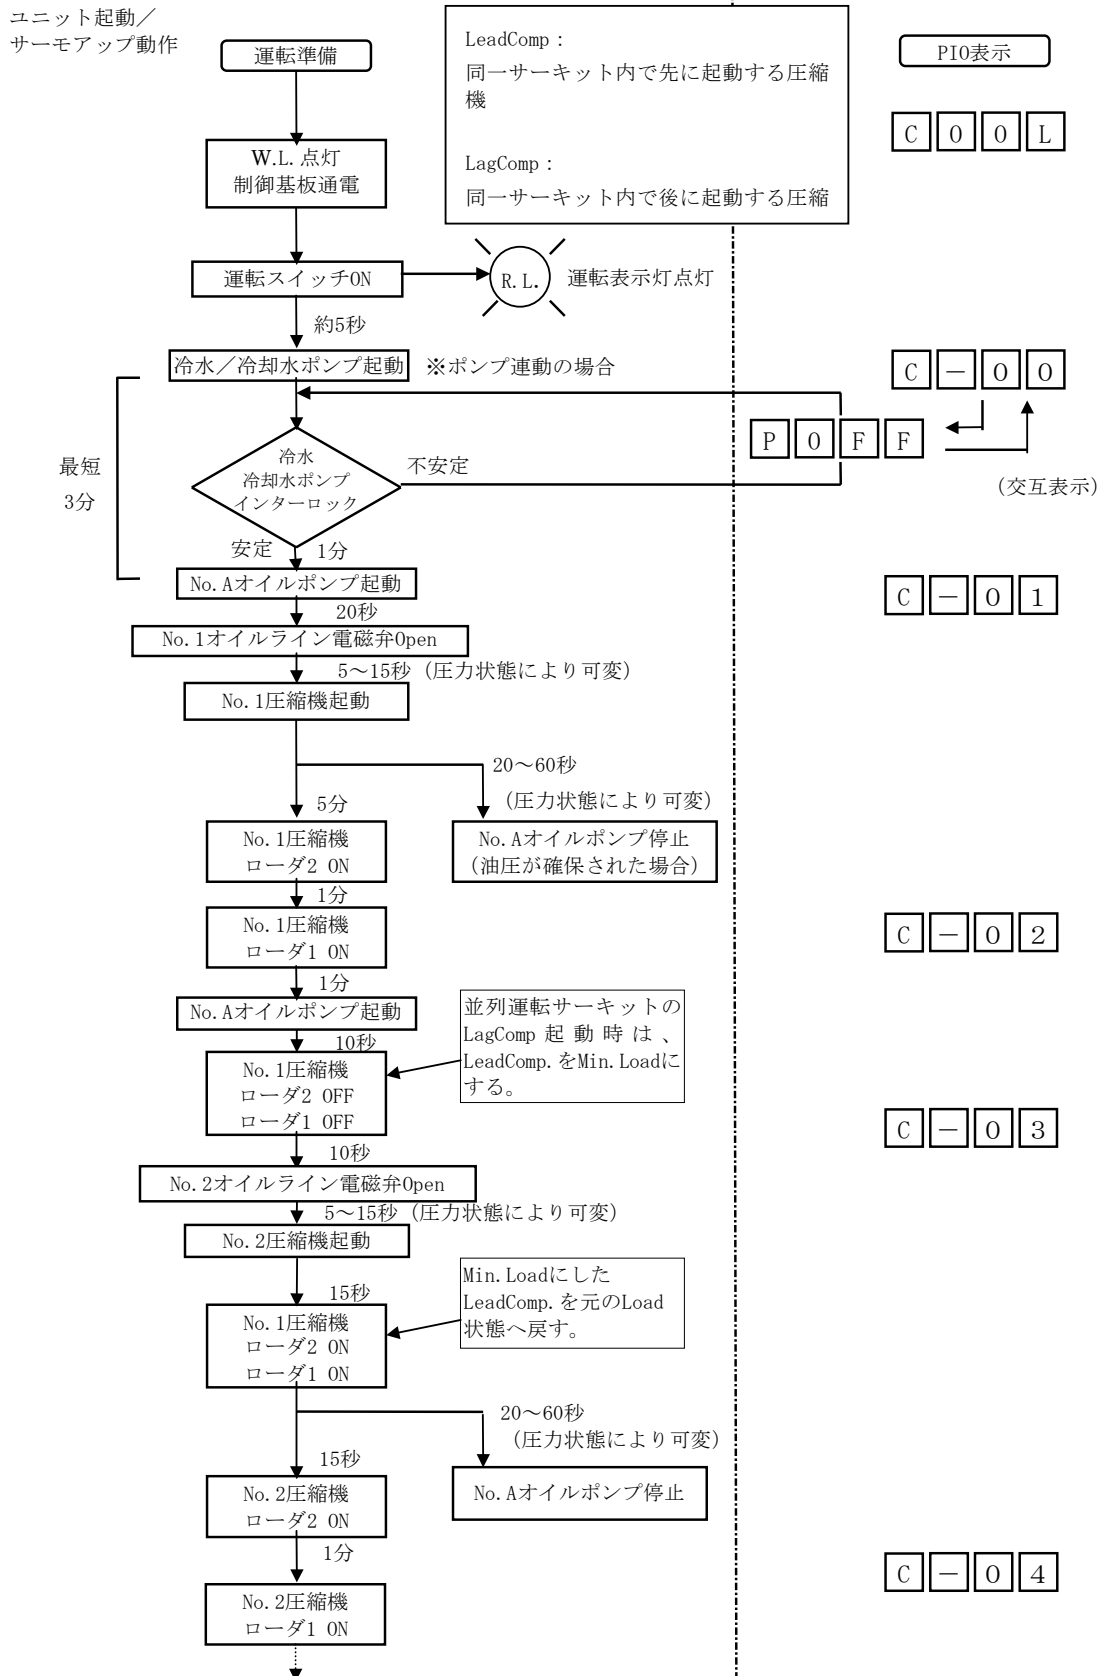 ユニット起動／
サーモアップ動作
運転準備
LeadComp：
同一サーキット内で先に起動する圧縮
機
LagComp：
同一サーキット内で後に起動する圧縮
PIO表示
C O O L
W.L.点灯
制御基板通電
運転スイッチON
R.L.
運転表示灯点灯
約5秒
冷水／冷却水ポンプ起動
※ポンプ連動の場合
C － 0 0
P O F F
(交互表示)
最短
3分
冷水
冷却水ポンプ
インターロック
不安定
安定
1分
No.Aオイルポンプ起動
C － 0 1
20秒
No.1オイルライン電磁弁Open
5～15秒（圧力状態により可変）
No.1圧縮機起動
20～60秒
（圧力状態により可変）
5分
No.1圧縮機
ローダ2 ON
No.Aオイルポンプ停止
（油圧が確保された場合）
1分
No.1圧縮機
ローダ1 ON
C － 0 2
1分
No.Aオイルポンプ起動
並列運転サーキットの
LagComp起動時は、
LeadComp.をMin.Loadに
する。
10秒
No.1圧縮機
ローダ2 OFF
ローダ1 OFF
C － 0 3
10秒
No.2オイルライン電磁弁Open
5～15秒（圧力状態により可変）
No.2圧縮機起動
Min.Loadにした
LeadComp.を元のLoad
状態へ戻す。
15秒
No.1圧縮機
ローダ2 ON
ローダ1 ON
20～60秒
（圧力状態により可変）
15秒
No.2圧縮機
ローダ2 ON
No.Aオイルポンプ停止
1分
C － 0 4
No.2圧縮機
ローダ1 ON